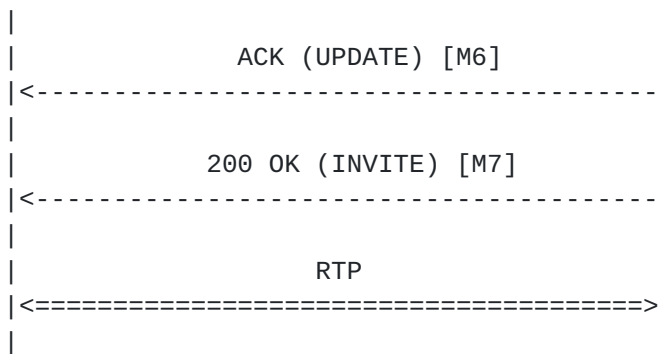 |
| ACK (UPDATE) [M6]
|<-----------------------------------------
|
| 200 OK (INVITE) [M7]
|<-----------------------------------------
|
| RTP
|<=======================================>
|